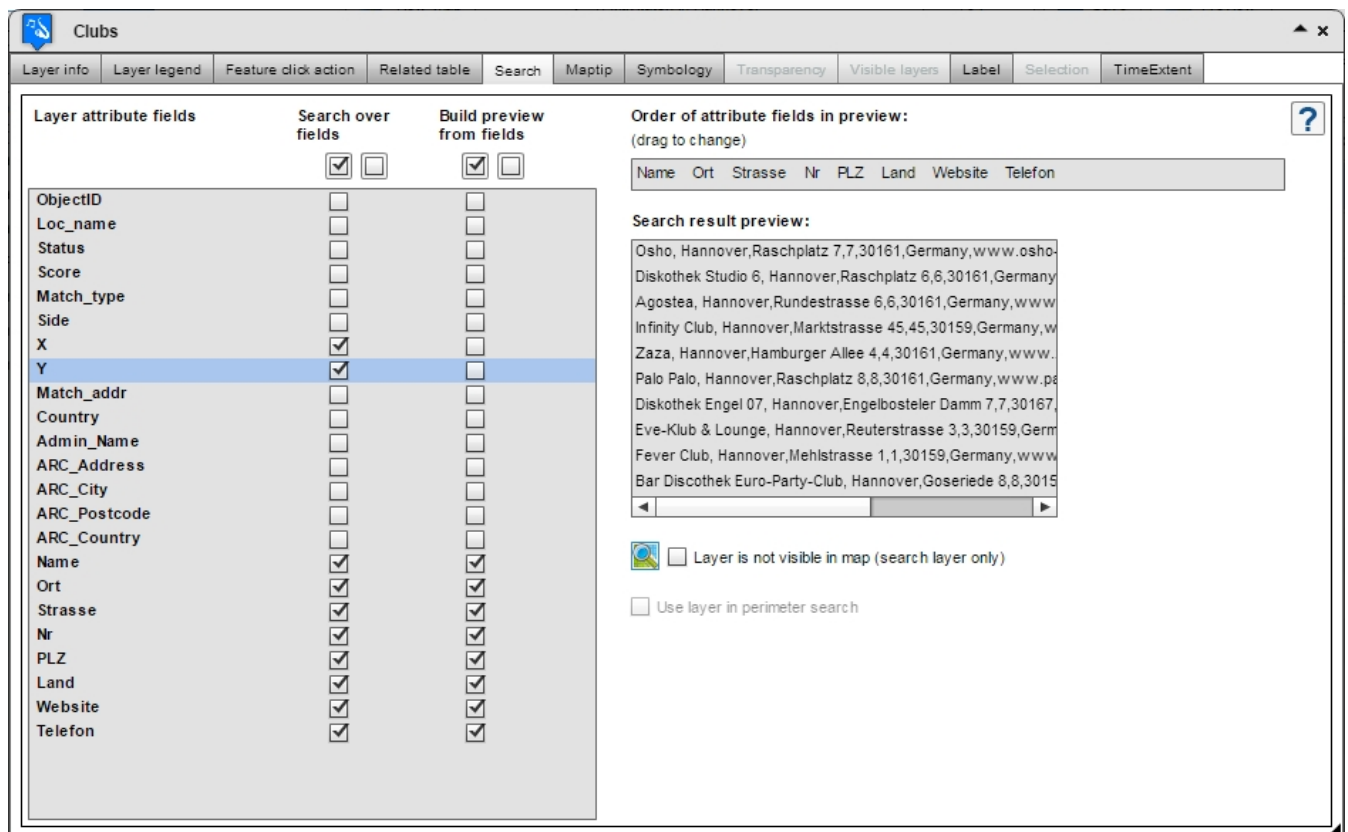 Clubs
Layer info Layer legend Feature click action Related table Search Maptip Symbology Transparency Visible layers Label Selection TimeExtent
Layer attribute fields
Search over
fields
Build preview
from fields
ObjectID
Loc_name
Status
Score
Match_type
Side
X
Y
Match_addr
Country
Admin_Name
ARC_Address
ARC_City
ARC_Postcode
ARC_Country
Name
Ort
Strasse
Nr
PLZ
Land
Website
Telefon
Order of attribute fields in preview:
(drag to change)
?
Name Ort Strasse Nr PLZ Land Website Telefon
Search result preview:
Osho, Hannover,Raschplatz 7,7,30161,Germany,www.osho-
Diskothek Studio 6, Hannover,Raschplatz 6,6,30161,Germany
Agostea, Hannover,Rundestrasse 6,6,30161,Germany,www
Infinity Club, Hannover,Marktstrasse 45,45,30159,Germany,w
Zaza, Hannover,Hamburger Allee 4,4,30161,Germany,www.
Palo Palo, Hannover,Raschplatz 8,8,30161,Germany,www.pa
Diskothek Engel 07, Hannover,Engelbosteler Damm 7,7,30167,
Eve-Klub & Lounge, Hannover,Reuterstrasse 3,3,30159,Germ
Fever Club, Hannover,Mehlstrasse 1,1,30159,Germany,www
Bar Discothek Euro-Party-Club, Hannover,Goseriede 8,8,3015
Layer is not visible in map (search layer only)
Use layer in perimeter search